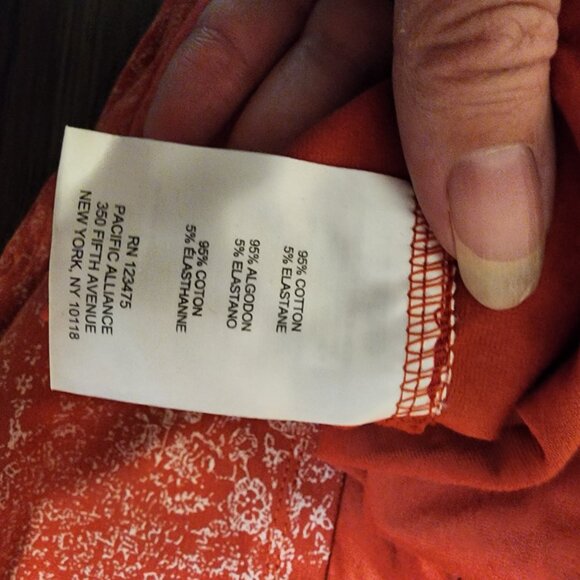 95% COTTON
5% ELASTANE
95% ALGODON
5% ELASTANO
95% COTON
5% ÉLASTHANNE
RN 123475
PACIFIC ALLIANCE
350 FIFTH AVENUE
NEW YORK, NY 10118